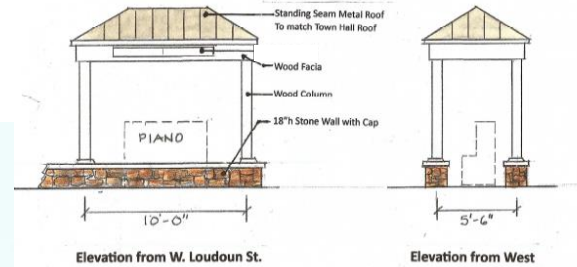 Standing Seam Metal Roof
To match Town Hall Roof
Wood Facia
Wood Column
18"h Stone Wall with Cap
PIANO
10'-0"
5'-6"
Elevation from W. Loudoun St.
Elevation from West